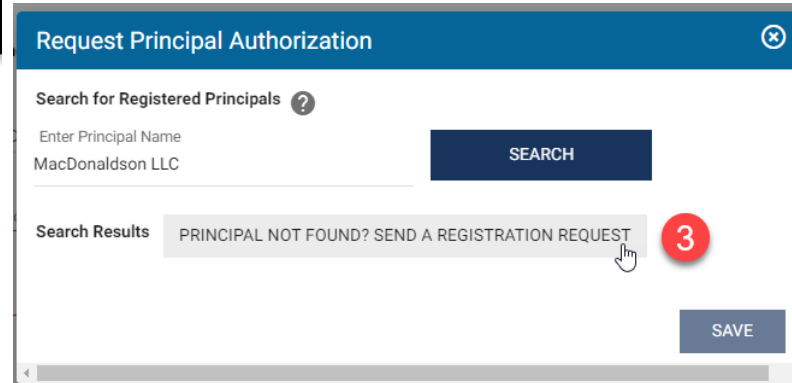 Request Principal Authorization
Search for Registered Principals ?
Enter Principal Name
MacDonaldson LLC
SEARCH
Search Results
PRINCIPAL NOT FOUND? SEND A REGISTRATION REQUEST
3
SAVE